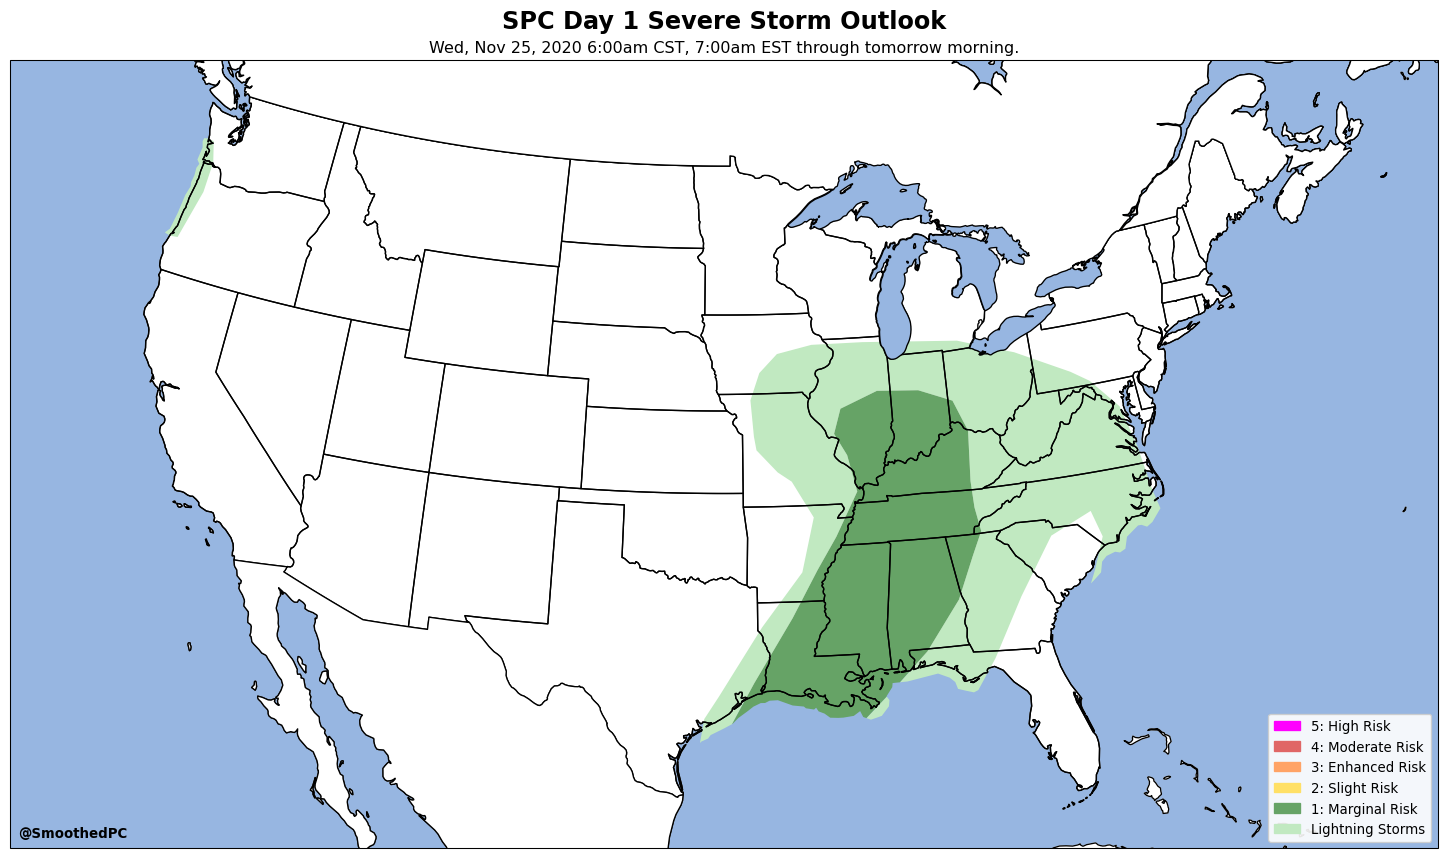 SPC Day 1 Severe Storm Outlook
Wed, Nov 25, 2020 6:00am CST, 7:00am EST through tomorrow morning.
5: High Risk
4: Moderate Risk
3: Enhanced Risk
2: Slight Risk
1: Marginal Risk
Lightning Storms
@SmoothedPC